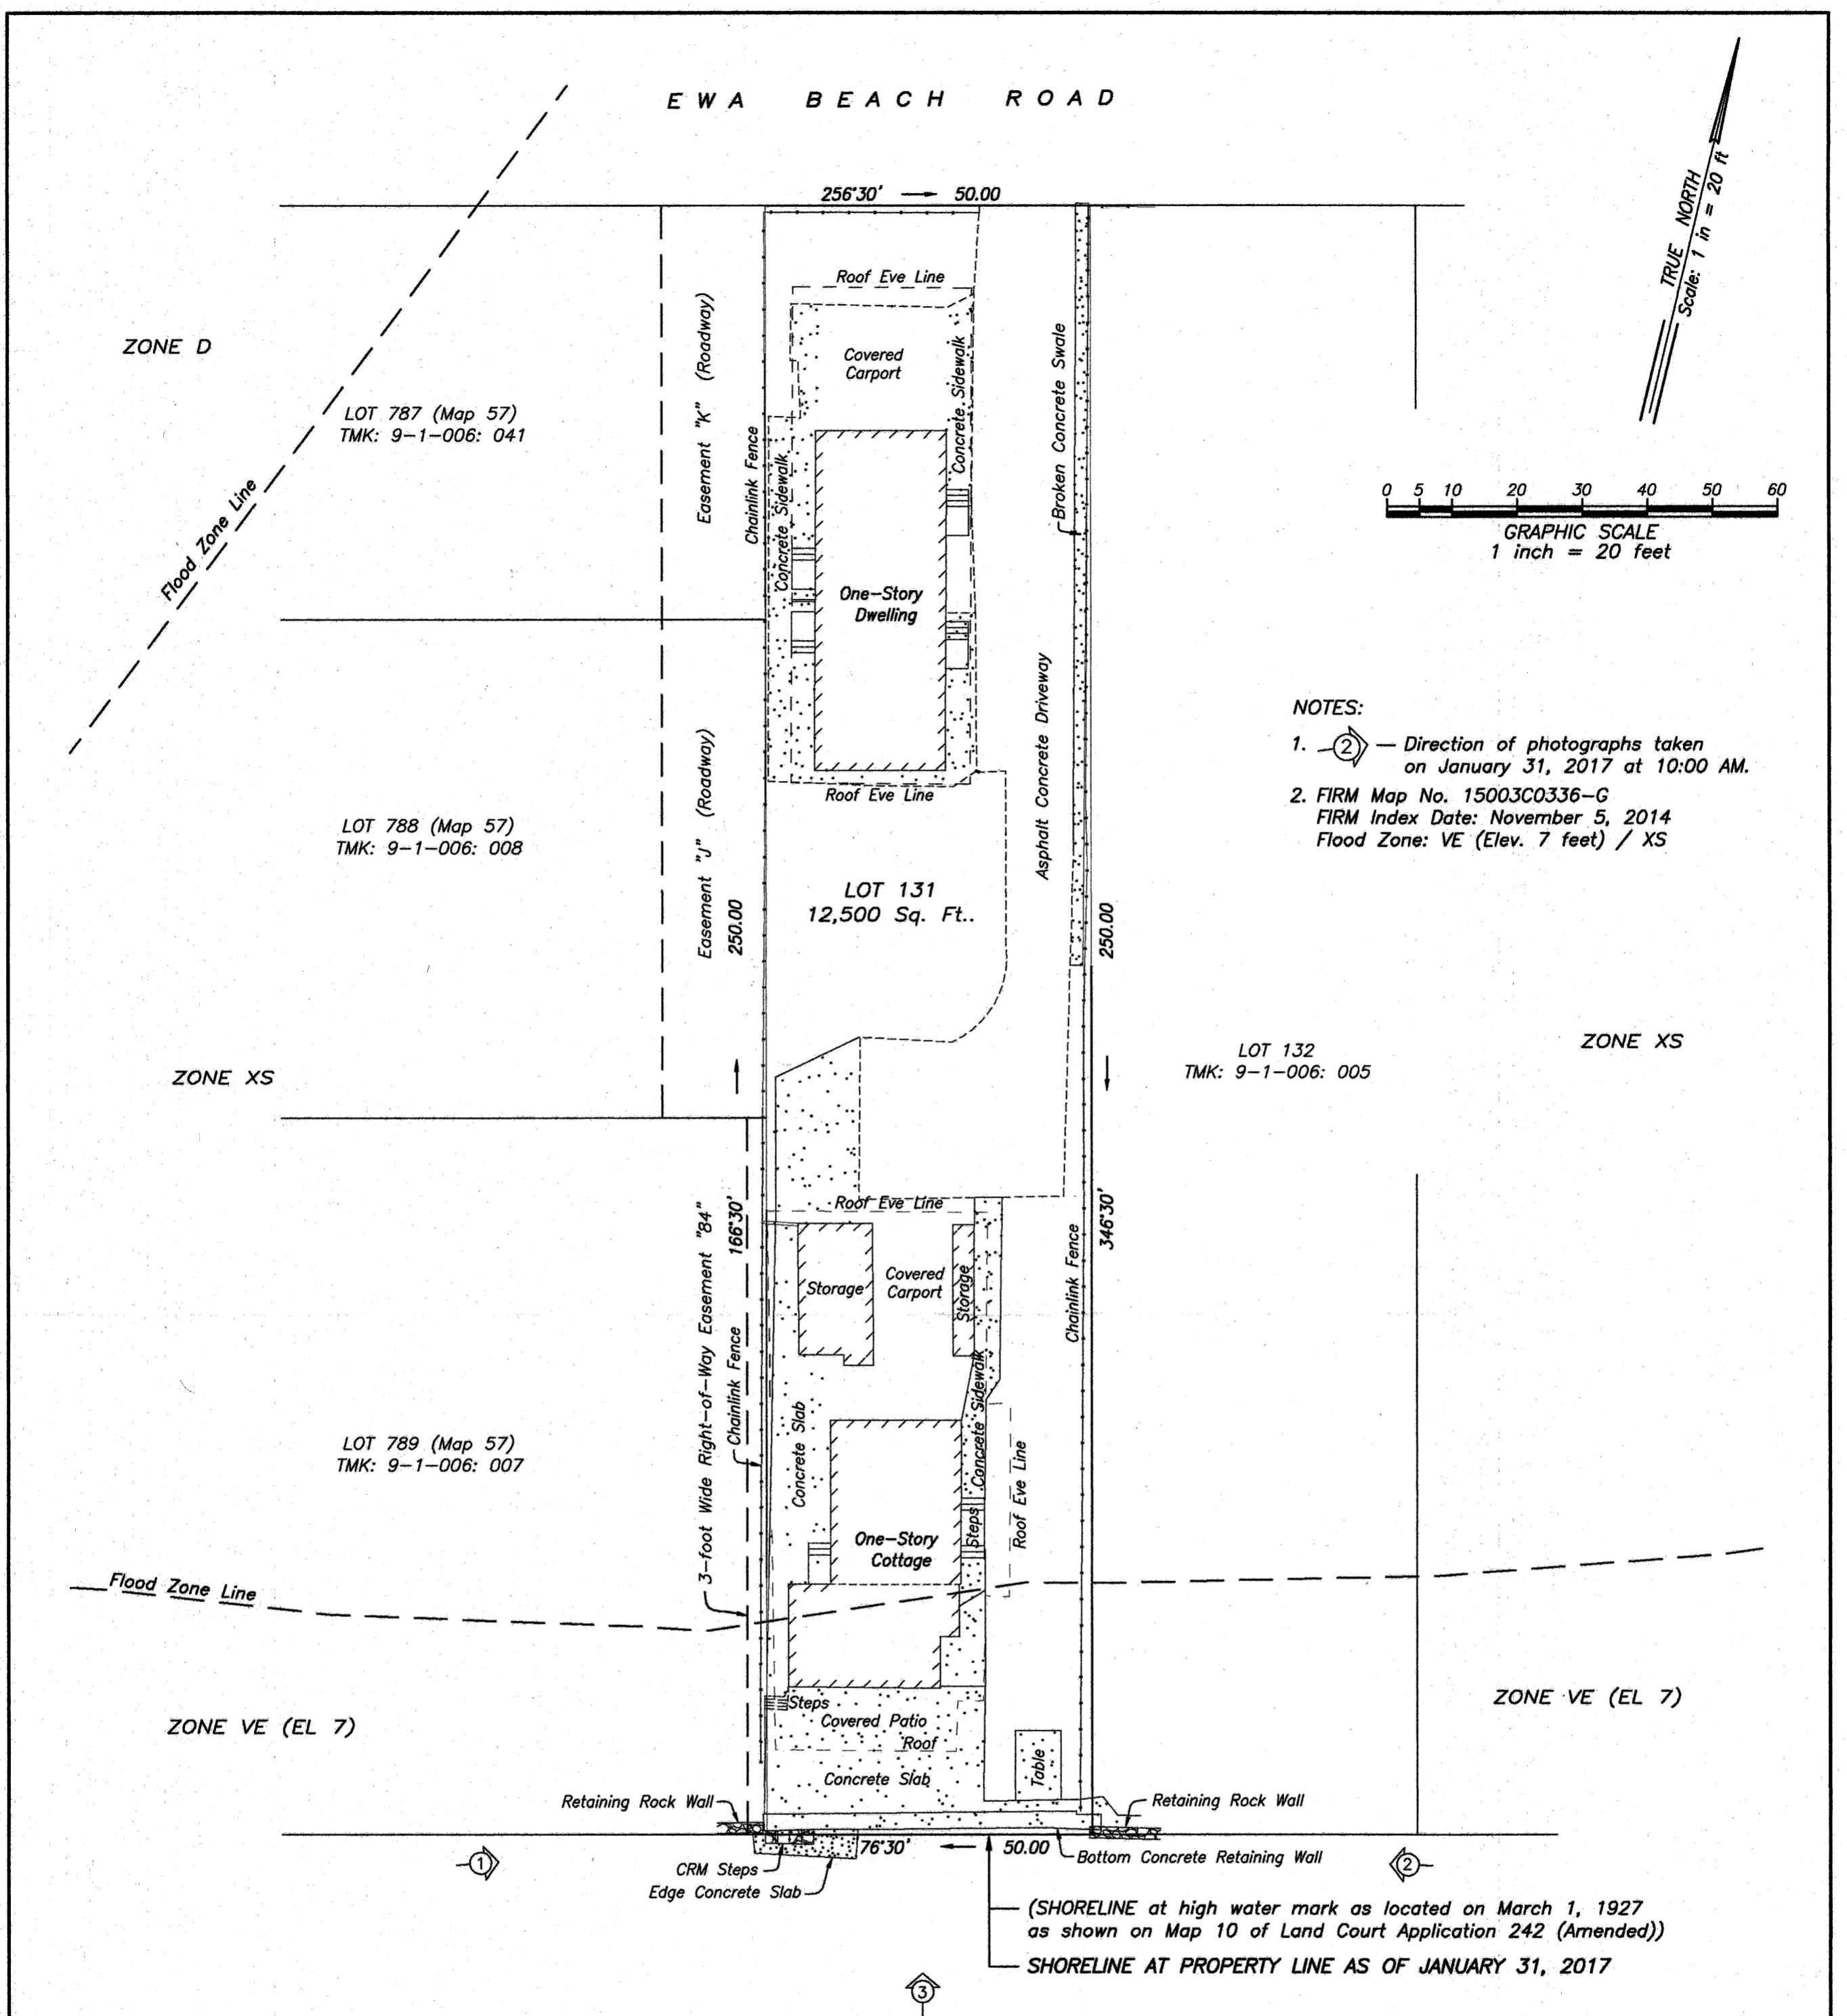 EWA BEACH ROAD
TRUE NORTH
Scale: 1 in = 20 ft
256°30' 50.00
Roof Eve Line
ZONE D
Covered
Carport
Concrete Sidewalk
Broken Concrete Swale
Easement "K" (Roadway)
LOT 787 (Map 57)
TMK: 9-1-006: 041
Chainlink Fence
Concrete Sidewalk
Flood Zone Line
0 5 10 20 30 40 50 60
GRAPHIC SCALE
1 inch = 20 feet
One-Story
Dwelling
Asphalt Concrete Driveway
NOTES:
1. 2 — Direction of photographs taken
on January 31, 2017 at 10:00 AM.
2. FIRM Map No. 15003C0336-G
FIRM Index Date: November 5, 2014
Flood Zone: VE (Elev. 7 feet) / XS
Roof Eve Line
Easement "J" (Roadway)
LOT 788 (Map 57)
TMK: 9-1-006: 008
LOT 131
12,500 Sq. Ft..
250.00
250.00
ZONE XS
LOT 132
TMK: 9-1-006: 005
ZONE XS
Roof Eve Line
166°30'
346°30'
3-foot Wide Right-of-Way Easement "84"
Chainlink Fence
Storage
Covered
Carport
Storage
Chainlink Fence
Concrete Sidewalk
Concrete Slab
LOT 789 (Map 57)
TMK: 9-1-006: 007
Roof Eve Line
Steps
One-Story
Cottage
Flood Zone Line
ZONE VE (EL 7)
ZONE VE (EL 7)
Steps
Covered Patio
Roof
Table
Concrete Slab
Retaining Rock Wall
Retaining Rock Wall
76°30' 50.00
Bottom Concrete Retaining Wall
1
2
CRM Steps
Edge Concrete Slab
(SHORELINE at high water mark as located on March 1, 1927
as shown on Map 10 of Land Court Application 242 (Amended))
SHORELINE AT PROPERTY LINE AS OF JANUARY 31, 2017
3